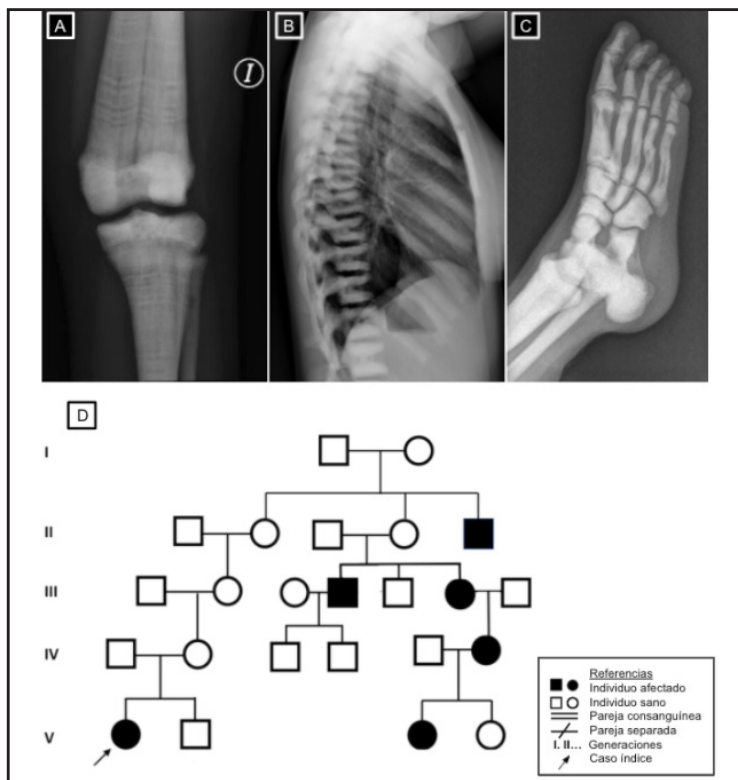 A
B
C
I
D
I
II
III
IV
V
Referencias
Individuo afectado
Individuo sano
Pareja consanguínea
Pareja separada
I. II... Generaciones
Caso índice